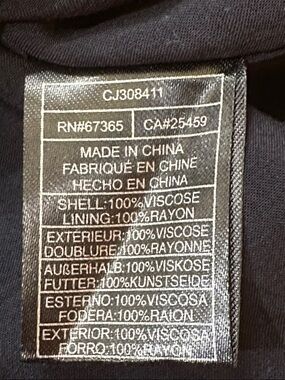 CJ308411
RN#67365 CA#25459
MADE IN CHINA
FABRIQUÉ EN CHINE
HECHO EN CHINA
SHELL:100%VISCOSE
LINING:100%RAYON
EXTÉRIEUR:100%VISCOSE
DOUBLURE:100%RAYONNE
AUßERHALB:100%VISKOSE
FUTTER:100%KUNSTSEIDE
ESTERNO:100%VISCOSA
FODERA:100%RAION
EXTERIOR:100%VISCOSA
FORRO:100%RAYÓN